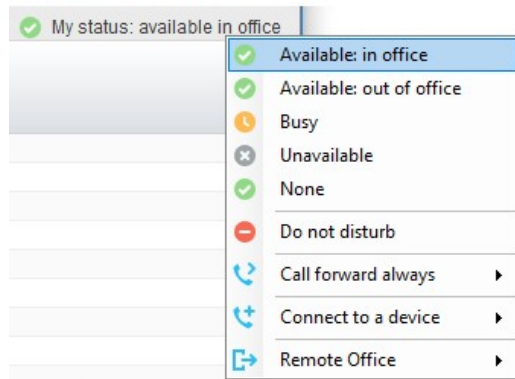 My status: available in office
Available: in office
Available: out of office
Busy
Unavailable
None
Do not disturb
Call forward always
Connect to a device
Remote Office